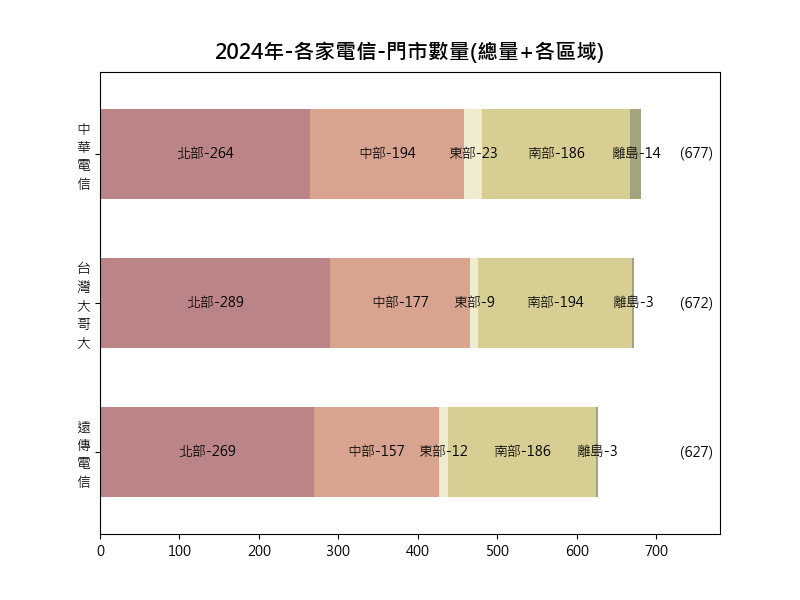 2024年-各家電信-門市數量(總量+各區域)
中華電信
北部-264 中部-194 東部-23 南部-186 離島-14 (677)
台灣大哥大
北部-289 中部-177 東部-9 南部-194 離島-3 (672)
遠傳電信
北部-269 中部-157 東部-12 南部-186 離島-3 (627)
0 100 200 300 400 500 600 700